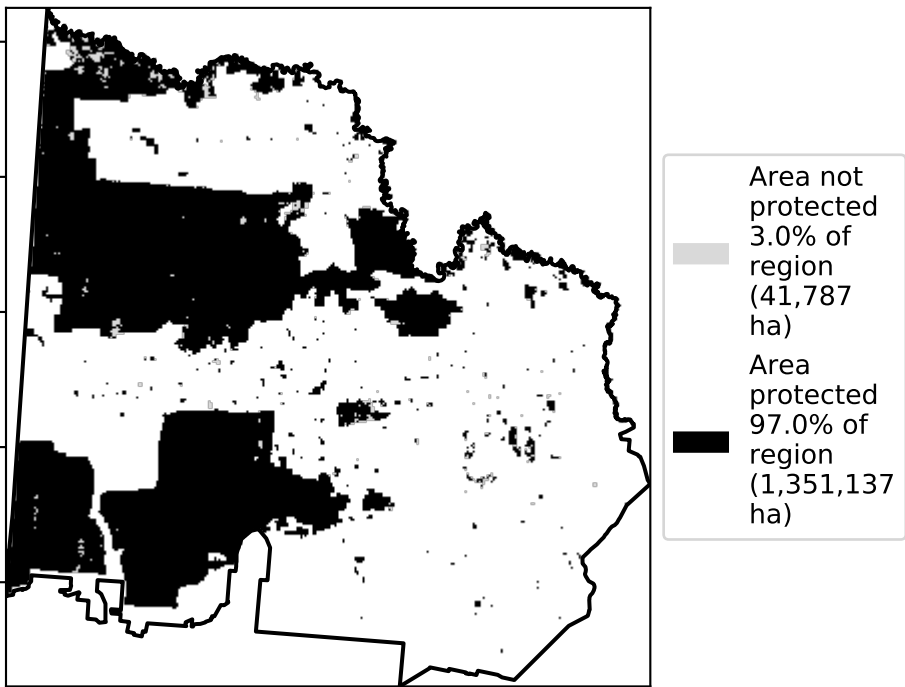 Area not
protected
3.0% of
region
(41,787
ha)
Area
protected
97.0% of
region
(1,351,137
ha)